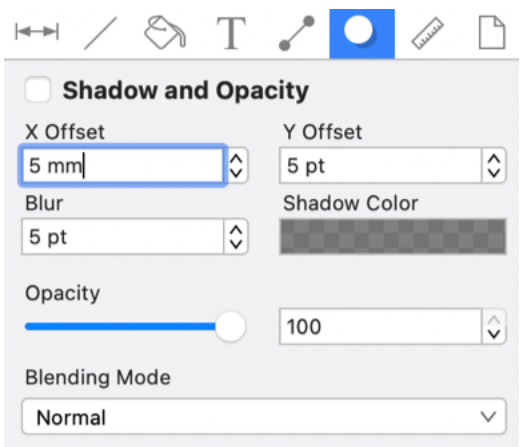 T
Shadow and Opacity
X Offset Y Offset
5 mm 5 pt
Blur Shadow Color
5 pt
Opacity
100
Blending Mode
Normal